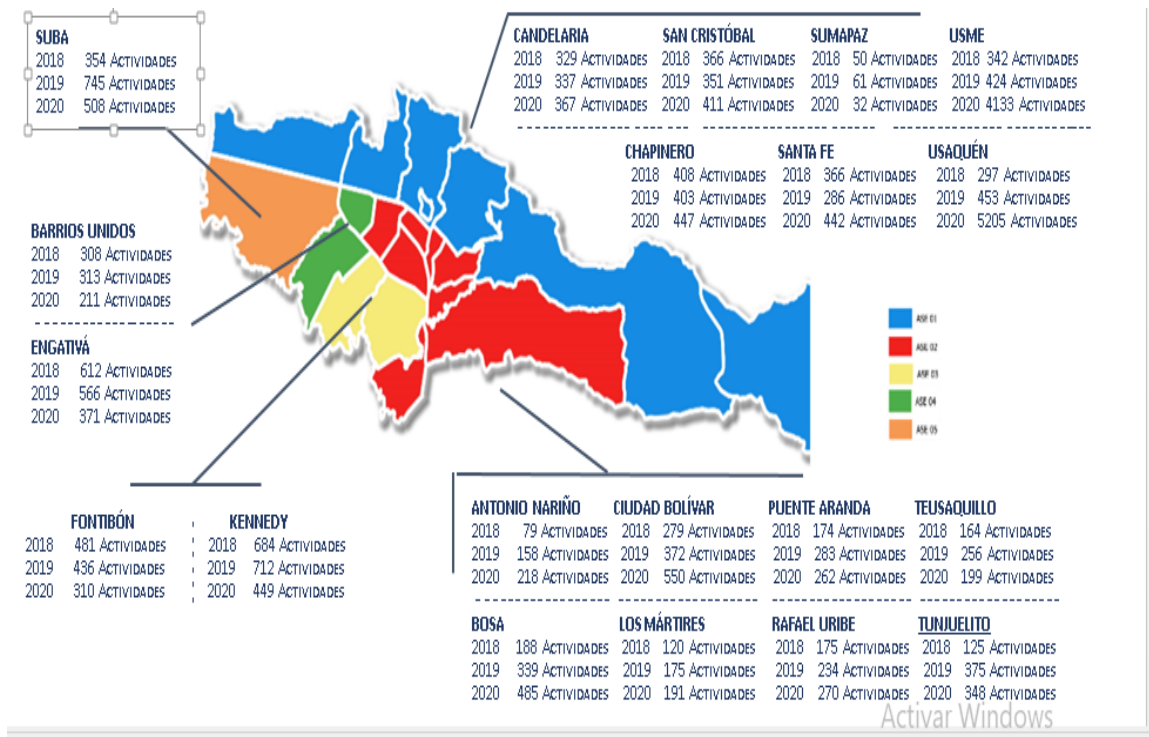 SUBA
2018 354 ACTIVIDADES
2019 745 ACTIVIDADES
2020 508 ACTIVIDADES
CANDELARIA
2018 329 ACTIVIDADES
2019 337 ACTIVIDADES
2020 367 ACTIVIDADES
SAN CRISTÓBAL
2018 366 ACTIVIDADES
2019 351 ACTIVIDADES
2020 411 ACTIVIDADES
SUMAPAZ
2018 50 ACTIVIDADES
2019 61 ACTIVIDADES
2020 32 ACTIVIDADES
USME
2018 342 ACTIVIDADES
2019 424 ACTIVIDADES
2020 4133 ACTIVIDADES
CHAPINERO
2018 408 ACTIVIDADES
2019 403 ACTIVIDADES
2020 447 ACTIVIDADES
SANTA FE
2018 366 ACTIVIDADES
2019 286 ACTIVIDADES
2020 442 ACTIVIDADES
USAQUÉN
2018 297 ACTIVIDADES
2019 453 ACTIVIDADES
2020 5205 ACTIVIDADES
BARRIOS UNIDOS
2018 308 ACTIVIDADES
2019 313 ACTIVIDADES
2020 211 ACTIVIDADES
ENGATIVÁ
2018 612 ACTIVIDADES
2019 566 ACTIVIDADES
2020 371 ACTIVIDADES
ASE 01
ASE 02
ASE 03
ASE 04
ASE 05
FONTIBÓN
2018 481 ACTIVIDADES
2019 436 ACTIVIDADES
2020 310 ACTIVIDADES
KENNEDY
2018 684 ACTIVIDADES
2019 712 ACTIVIDADES
2020 449 ACTIVIDADES
ANTONIO NARIÑO
2018 79 ACTIVIDADES
2019 158 ACTIVIDADES
2020 218 ACTIVIDADES
CIUDAD BOLÍVAR
2018 279 ACTIVIDADES
2019 372 ACTIVIDADES
2020 550 ACTIVIDADES
PUENTE ARANDA
2018 174 ACTIVIDADES
2019 283 ACTIVIDADES
2020 262 ACTIVIDADES
TEUSAQUILLO
2018 164 ACTIVIDADES
2019 256 ACTIVIDADES
2020 199 ACTIVIDADES
BOSA
2018 188 ACTIVIDADES
2019 339 ACTIVIDADES
2020 485 ACTIVIDADES
LOS MÁRTIRES
2018 120 ACTIVIDADES
2019 175 ACTIVIDADES
2020 191 ACTIVIDADES
RAFAEL URIBE
2018 175 ACTIVIDADES
2019 234 ACTIVIDADES
2020 270 ACTIVIDADES
TUNJUELITO
2018 125 ACTIVIDADES
2019 375 ACTIVIDADES
2020 348 ACTIVIDADES
Activar Windows